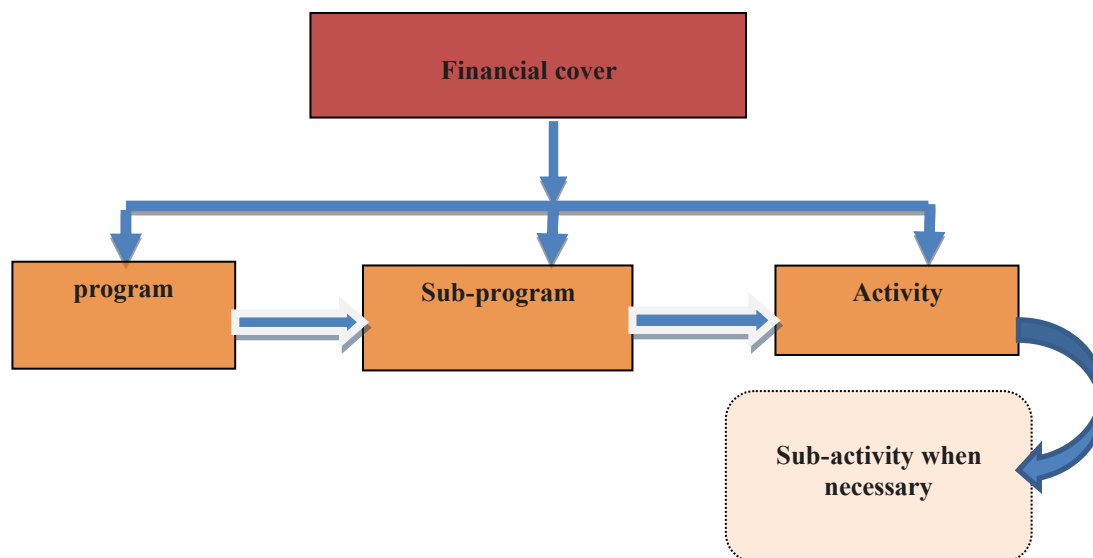 Financial cover
program
Sub-program
Activity
Sub-activity when
necessary